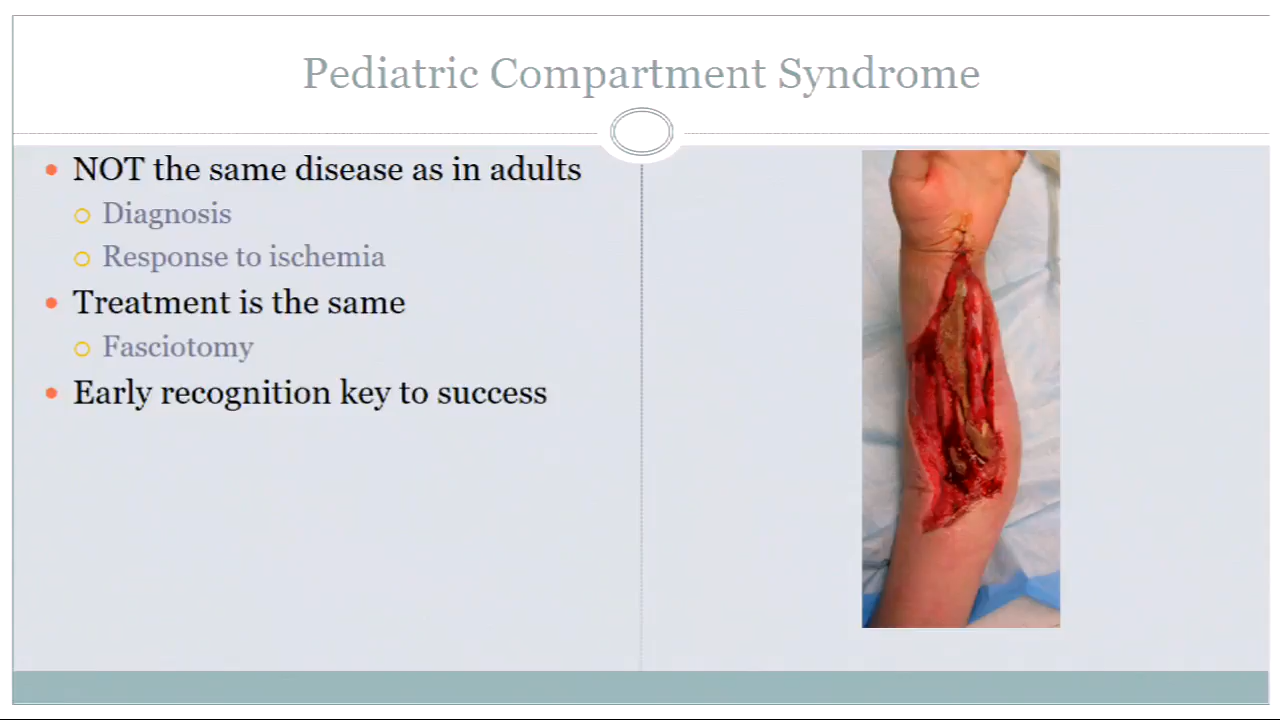 Pediatric Compartment Syndrome
NOT the same disease as in adults
Diagnosis
Response to ischemia
Treatment is the same
Fasciotomy
Early recognition key to success